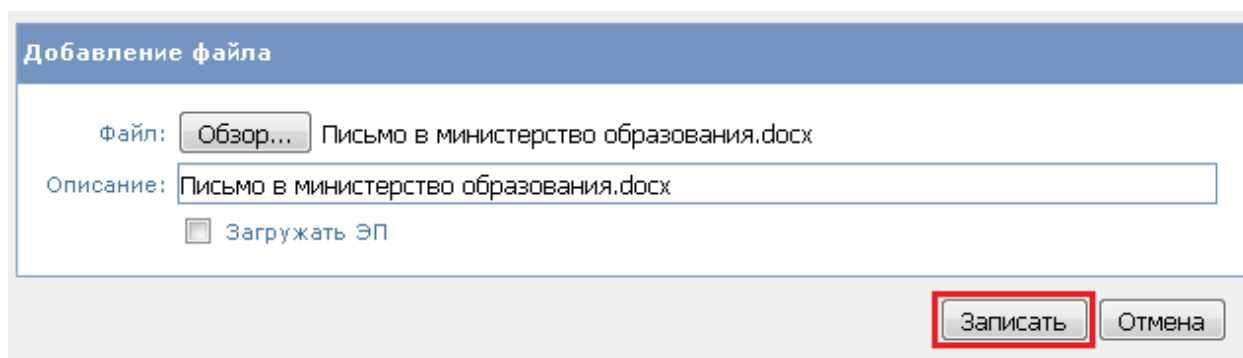 Добавление файла
Файл: Обзор... Письмо в министерство образования.docx
Описание: Письмо в министерство образования.docx
Загружать ЭП
Записать Отмена